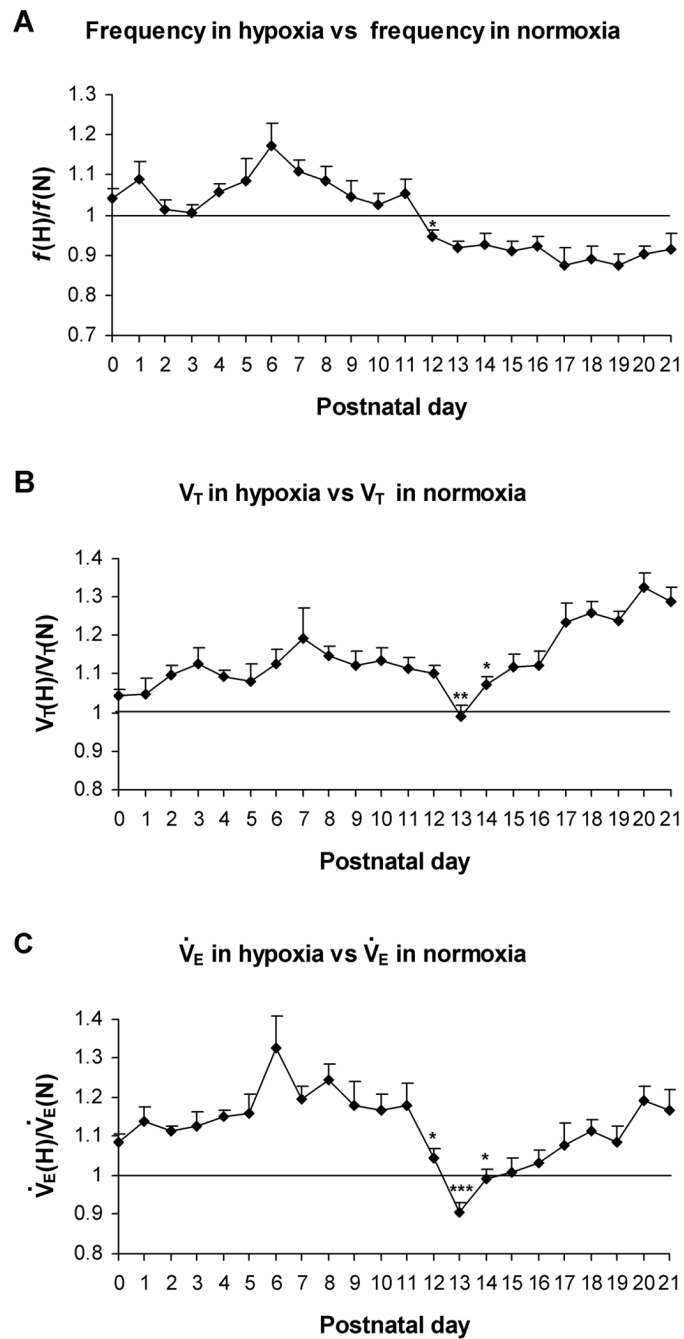 A
Frequency in hypoxia vs frequency in normoxia
1.3
1.2
1.1
1
0.9
0.8
0.7
f(H)/f(N)
*
0 1 2 3 4 5 6 7 8 9 10 11 12 13 14 15 16 17 18 19 20 21
Postnatal day
B
VT in hypoxia vs VT in normoxia
1.4
1.3
1.2
1.1
1
0.9
0.8
VT(H)/VT(N)
** *
0 1 2 3 4 5 6 7 8 9 10 11 12 13 14 15 16 17 18 19 20 21
Postnatal day
C
V̇E in hypoxia vs V̇E in normoxia
1.4
1.3
1.2
1.1
1
0.9
0.8
V̇E(H)/V̇E(N)
* *** *
0 1 2 3 4 5 6 7 8 9 10 11 12 13 14 15 16 17 18 19 20 21
Postnatal day